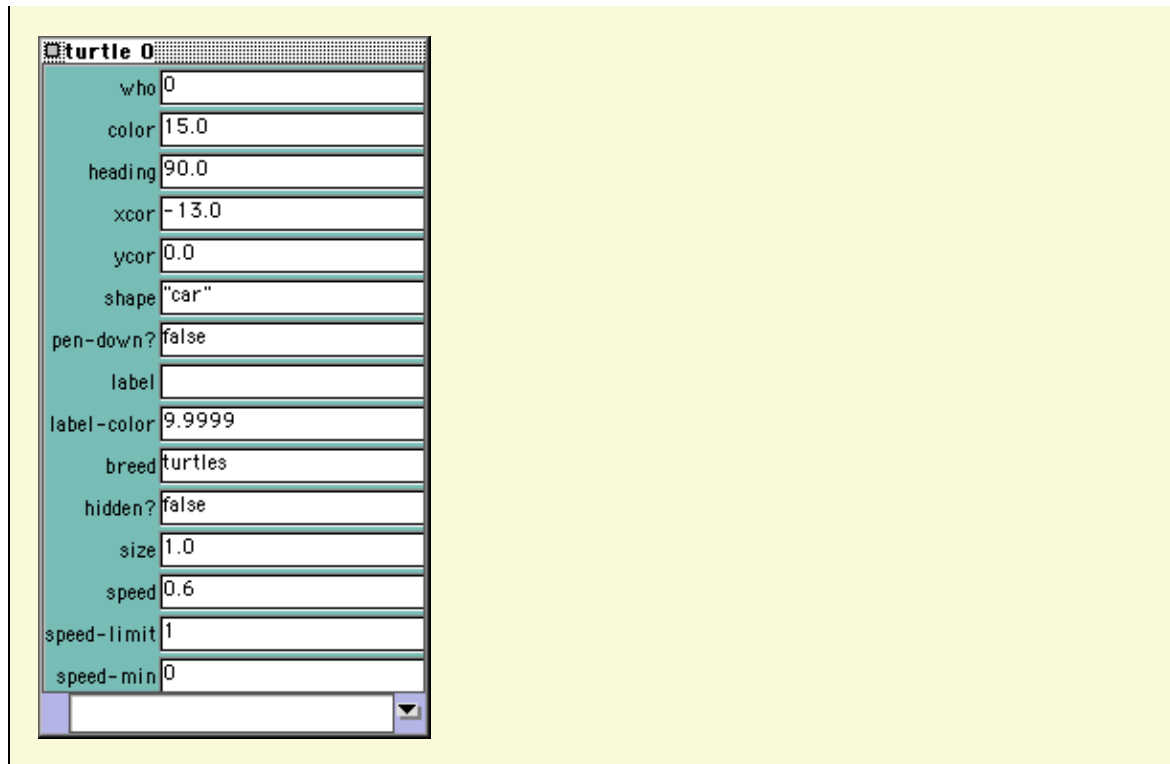 turtle 0
who 0
color 15.0
heading 90.0
xcor -13.0
ycor 0.0
shape "car"
pen-down? false
label
label-color 9.9999
breed turtles
hidden? false
size 1.0
speed 0.6
speed-limit 1
speed-min 0